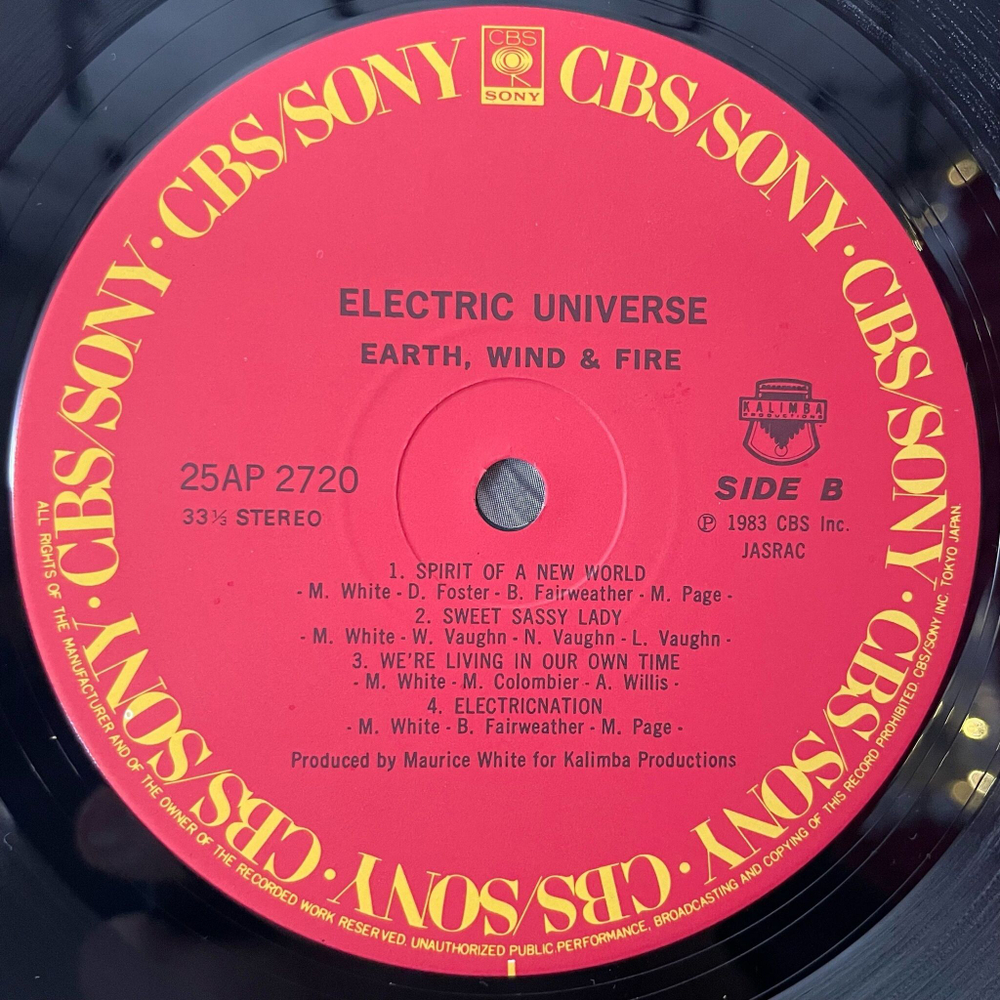 CBS
SONY
CBS/SONY · CBS/SONY · CBS/SONY · CBS/SONY · CBS/SONY · CBS/SONY · CBS/SONY · CBS/SONY · CBS/SONY · CBS/SONY
ELECTRIC UNIVERSE
EARTH, WIND & FIRE
KALIMBA
PRODUCTIONS
25AP 2720
SIDE B
33⅓ STEREO
Ⓟ 1983 CBS Inc.
JASRAC
1. SPIRIT OF A NEW WORLD
- M. White - D. Foster - B. Fairweather - M. Page -
2. SWEET SASSY LADY
- M. White - W. Vaughn - N. Vaughn - L. Vaughn -
3. WE'RE LIVING IN OUR OWN TIME
- M. White - M. Colombier - A. Willis -
4. ELECTRICNATION
- M. White - B. Fairweather - M. Page -
Produced by Maurice White for Kalimba Productions
ALL RIGHTS OF THE MANUFACTURER AND OF THE OWNER OF THE RECORDED WORK RESERVED. UNAUTHORIZED PUBLIC PERFORMANCE, BROADCASTING AND COPYING OF THIS RECORD PROHIBITED. CBS/SONY INC. TOKYO JAPAN.